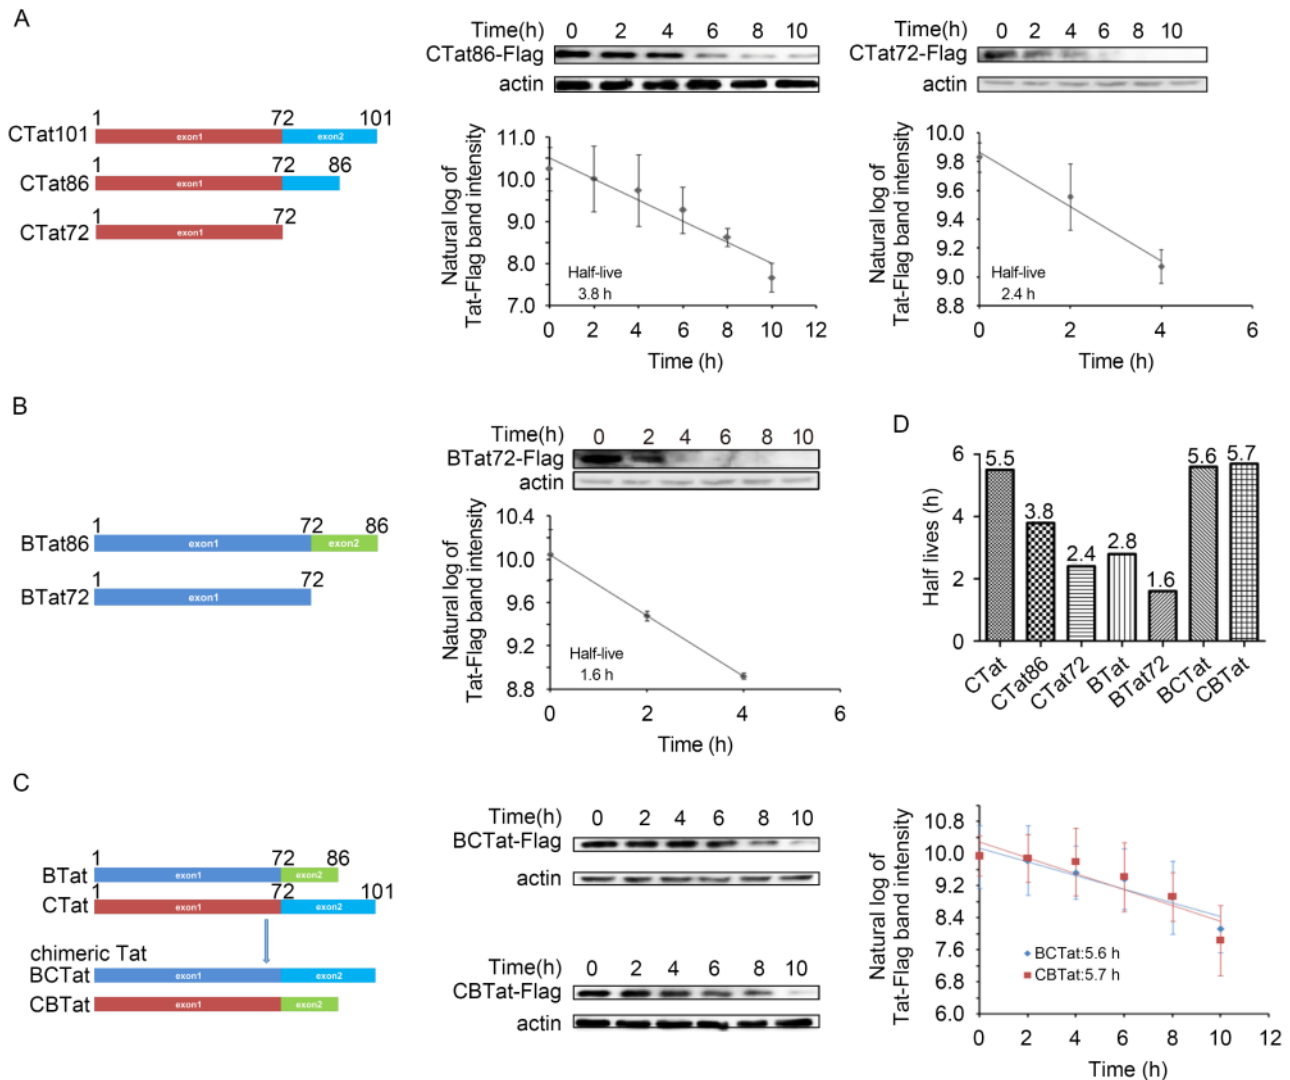 A
1 72 101
CTat101 exon1 exon2
1 72 86
CTat86 exon1
1 72
CTat72 exon1
Time(h) 0 2 4 6 8 10
CTat86-Flag
actin
Natural log of
Tat-Flag band intensity
11.0
10.0
9.0
8.0
7.0
Half-live
3.8 h
0 2 4 6 8 10 12
Time (h)
Time(h) 0 2 4 6 8 10
CTat72-Flag
actin
Natural log of
Tat-Flag band intensity
10.0
9.8
9.6
9.4
9.2
9.0
8.8
Half-live
2.4 h
0 2 4 6
Time (h)
B
1 72 86
BTat86 exon1 exon2
1 72
BTat72 exon1
Time(h) 0 2 4 6 8 10
BTat72-Flag
actin
Natural log of
Tat-Flag band intensity
10.4
10.0
9.6
9.2
8.8
Half-live
1.6 h
0 2 4 6
Time (h)
D
Half lives (h)
6
4
2
0
5.5 3.8 2.4 2.8 1.6 5.6 5.7
CTat CTat86 CTat72 BTat BTat72 BCTat CBTat
C
1 72 86
BTat exon1 exon2
1 72 101
CTat exon1 exon2
chimeric Tat
BCTat exon1 exon2
CBTat exon1 exon2
Time(h) 0 2 4 6 8 10
BCTat-Flag
actin
Time(h) 0 2 4 6 8 10
CBTat-Flag
actin
Natural log of
Tat-Flag band intensity
10.8
10.0
9.2
8.4
7.6
6.8
6.0
BCTat:5.6 h
CBTat:5.7 h
0 2 4 6 8 10 12
Time (h)